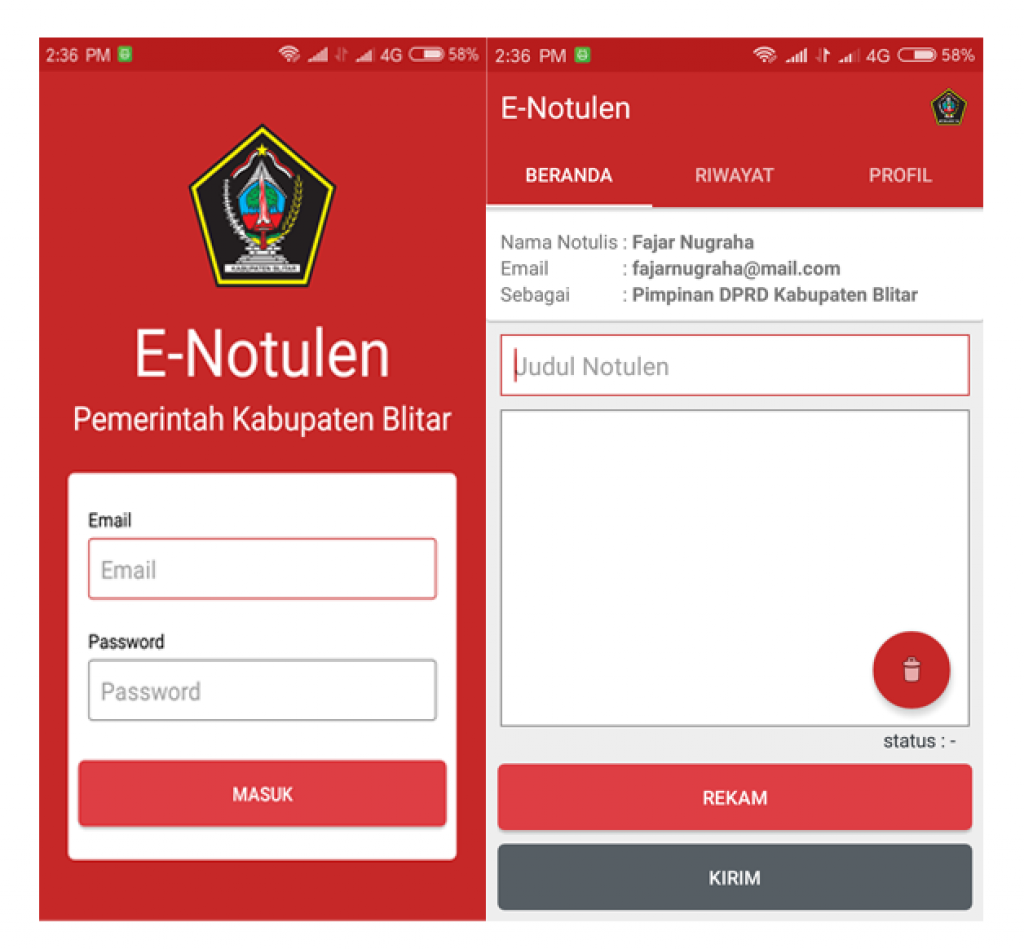 2:36 PM 4G 58%
KABUPATEN BLITAR
E-Notulen
Pemerintah Kabupaten Blitar
Email
Email
Password
Password
MASUK
2:36 PM 4G 58%
E-Notulen
BERANDA RIWAYAT PROFIL
Nama Notulis : Fajar Nugraha
Email : fajarnugraha@mail.com
Sebagai : Pimpinan DPRD Kabupaten Blitar
Judul Notulen
status : -
REKAM
KIRIM